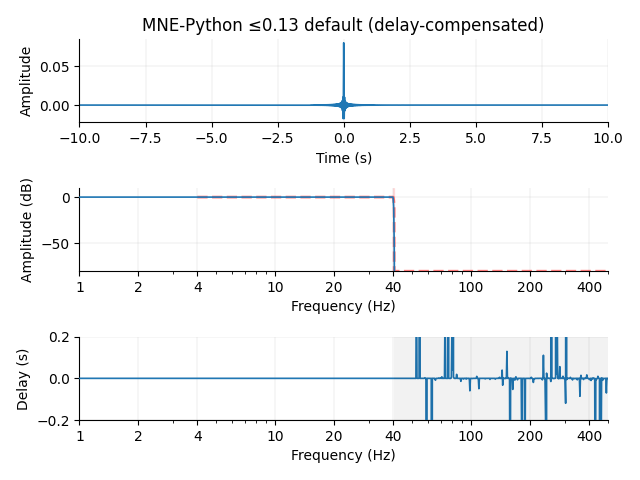 MNE-Python ≤0.13 default (delay-compensated)
Amplitude
0.05
0.00
−10.0 −7.5 −5.0 −2.5 0.0 2.5 5.0 7.5 10.0
Time (s)
Amplitude (dB)
0
−50
1 2 4 10 20 40 100 200 400
Frequency (Hz)
Delay (s)
0.2
0.0
−0.2
1 2 4 10 20 40 100 200 400
Frequency (Hz)